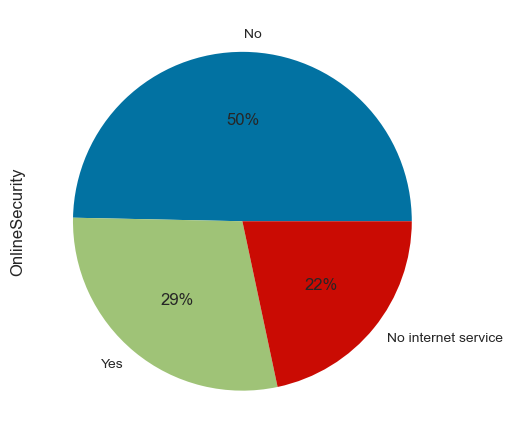 No
50%
OnlineSecurity
22%
29%
No internet service
Yes